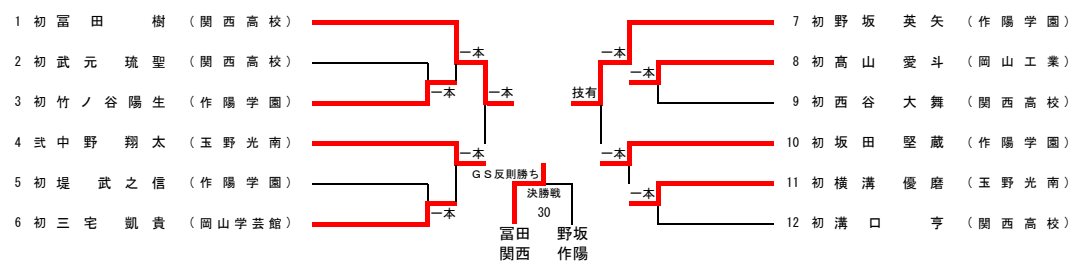 1 初 冨田 樹 (関西高校)
2 初 武元 琉聖 (関西高校)
3 初 竹ノ谷陽生 (作陽学園)
4 弐 中野 翔太 (玉野光南)
5 初 堤 武之信 (作陽学園)
6 初 三宅 凱貴 (岡山学芸館)
一本
一本
一本
一本
一本
7 初 野坂 英矢 (作陽学園)
8 初 髙山 愛斗 (岡山工業)
9 初 西谷 大舞 (関西高校)
10 初 坂田 堅蔵 (作陽学園)
11 初 横溝 優磨 (玉野光南)
12 初 溝口 亨 (関西高校)
一本
一本
技有
一本
一本
GS反則勝ち
決勝戦
30
冨田 野坂
関西 作陽